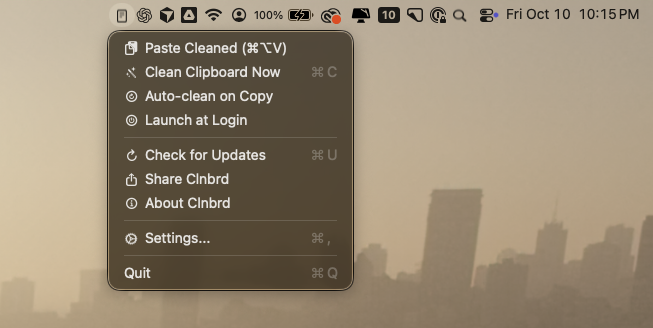 100% 10 Fri Oct 10 10:15 PM
Paste Cleaned (⌘⌥V)
Clean Clipboard Now ⌘ C
Auto-clean on Copy
Launch at Login
Check for Updates ⌘ U
Share Clnbrd
About Clnbrd
Settings... ⌘ ,
Quit ⌘ Q